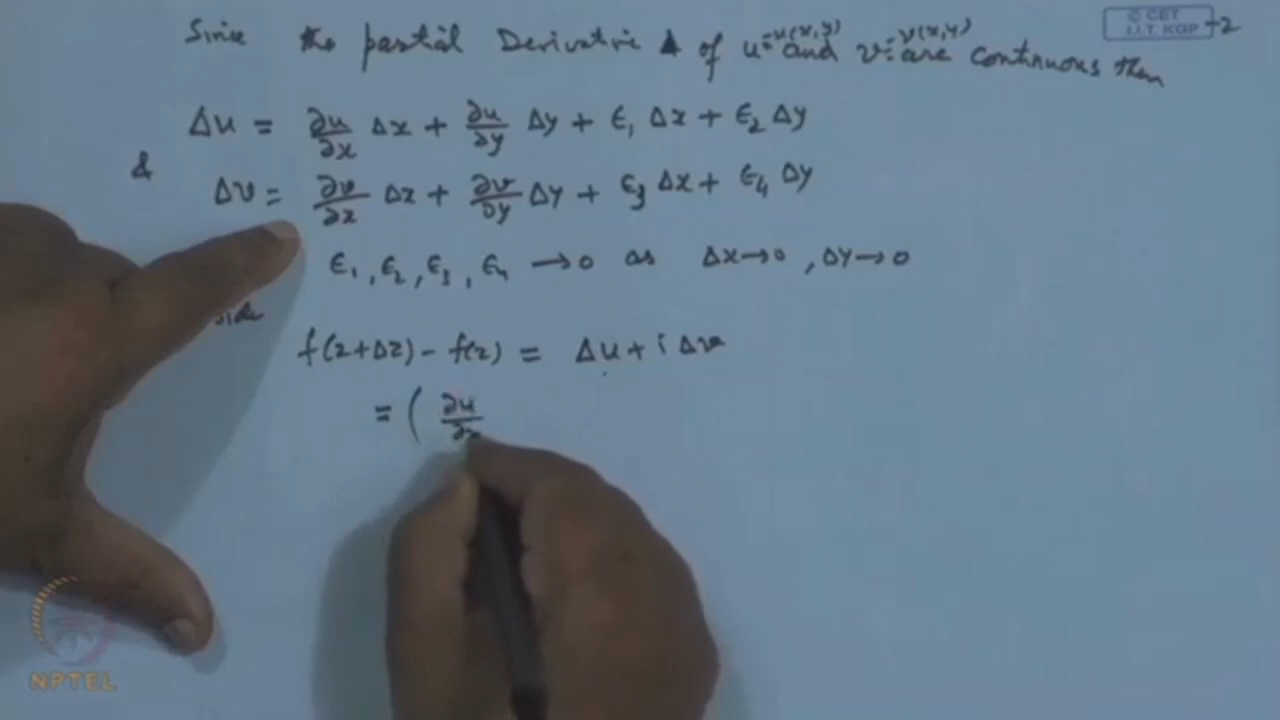 © CET
I.I.T. KGP
-2
Since the partial Derivative of u=u(x,y) and v=v(x,y) are continuous then
Δu = ∂u/∂x Δx + ∂u/∂y Δy + ε₁ Δx + ε₂ Δy
&
Δv = ∂v/∂x Δx + ∂v/∂y Δy + ε₃ Δx + ε₄ Δy
ε₁, ε₂, ε₃, ε₄ → 0 as Δx→0, Δy→0
f(z+Δz) - f(z) = Δu + i Δv
= ( ∂u/∂x
NPTEL